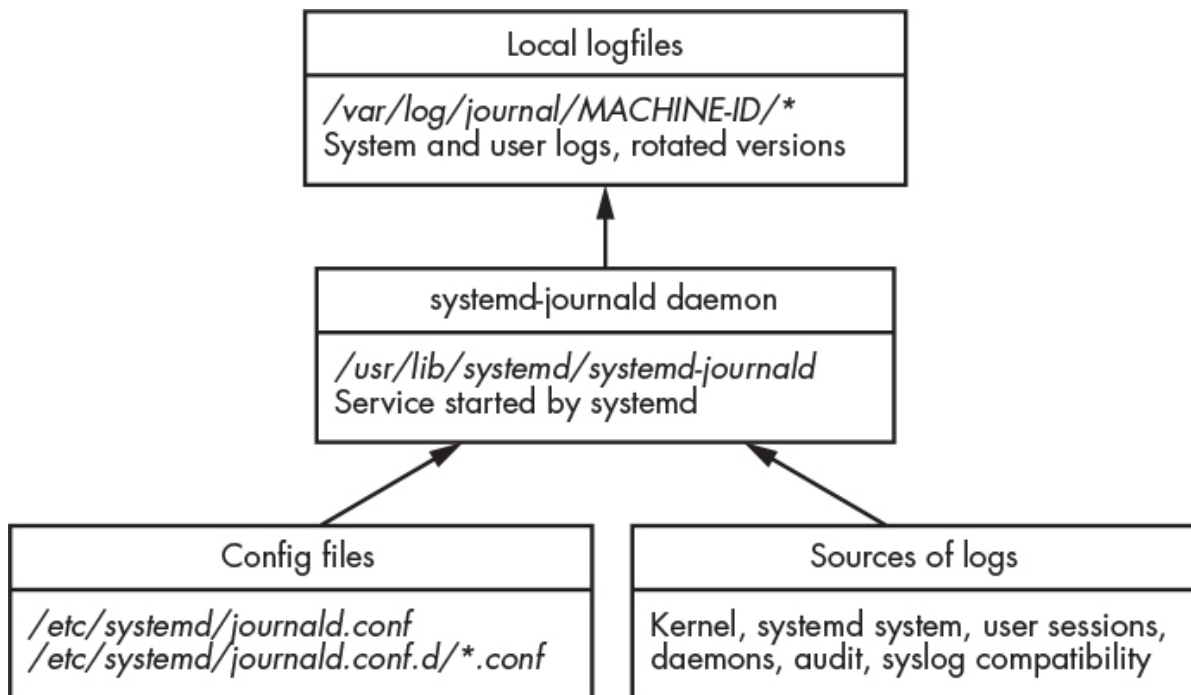 Local logfiles
/var/log/journal/MACHINE-ID/*
System and user logs, rotated versions
systemd-journald daemon
/usr/lib/systemd/systemd-journald
Service started by systemd
Config files
/etc/systemd/journald.conf
/etc/systemd/journald.conf.d/*.conf
Sources of logs
Kernel, systemd system, user sessions,
daemons, audit, syslog compatibility